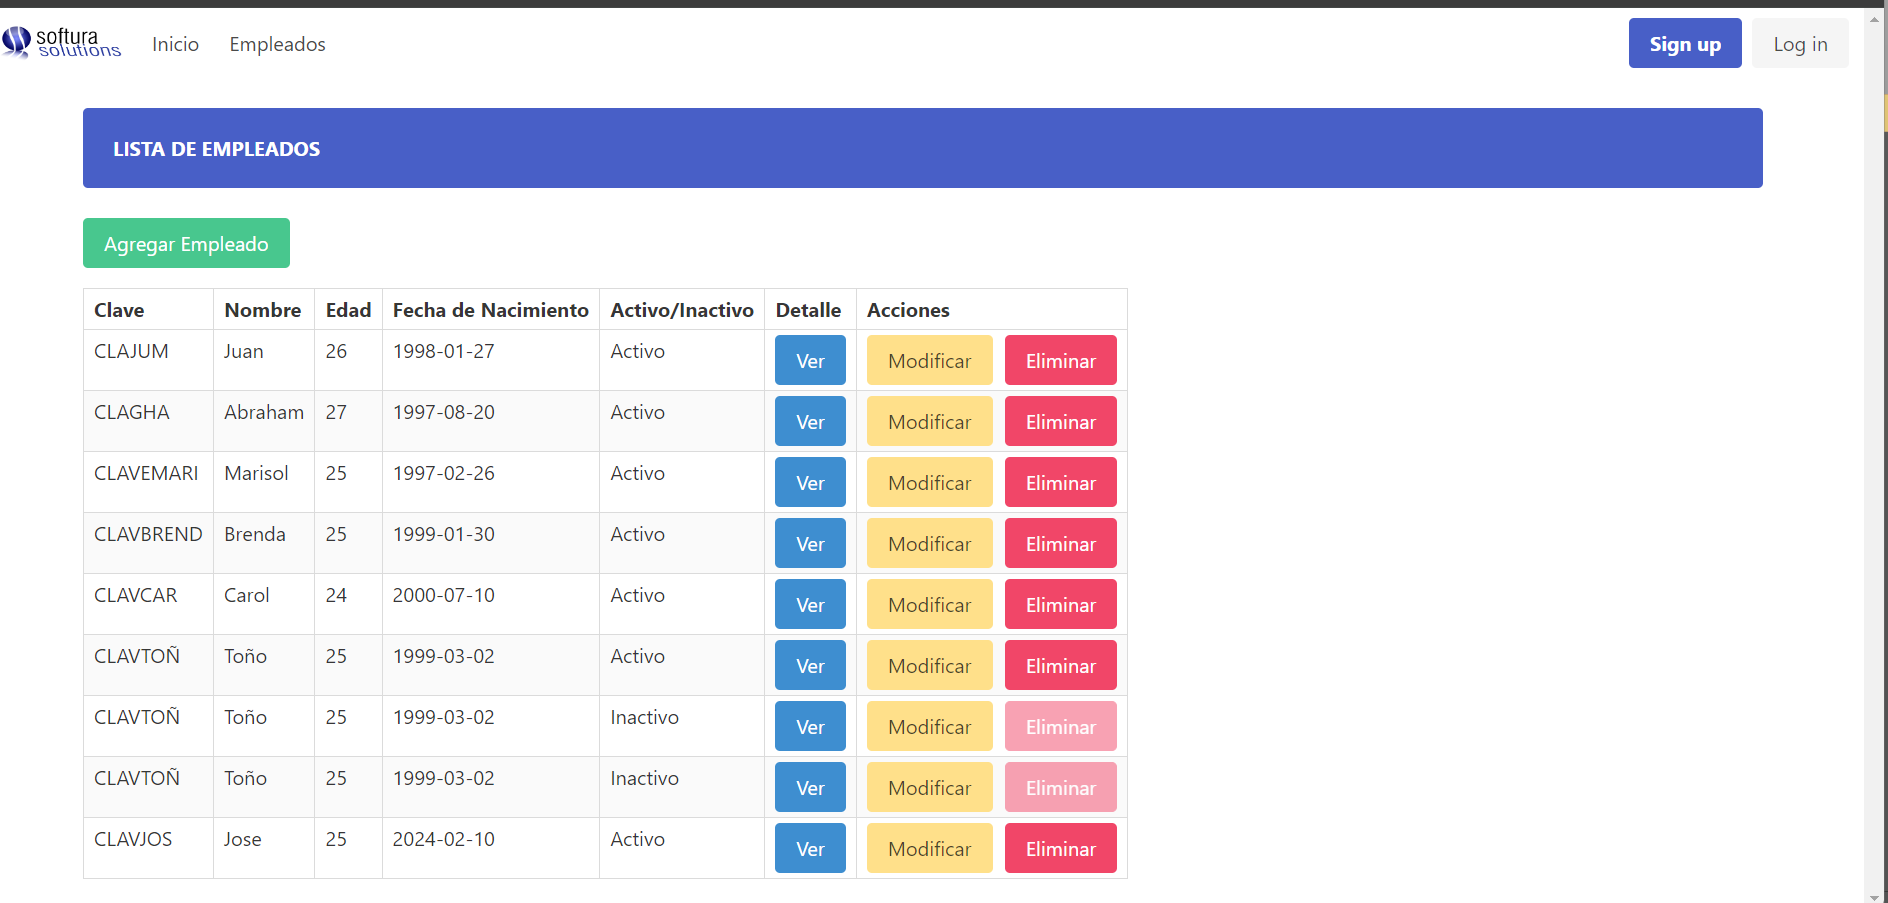 softura
solutions
Inicio Empleados Sign up Log in
LISTA DE EMPLEADOS
Agregar Empleado
Clave Nombre Edad Fecha de Nacimiento Activo/Inactivo Detalle Acciones
CLAJUM Juan 26 1998-01-27 Activo Ver Modificar Eliminar
CLAGHA Abraham 27 1997-08-20 Activo Ver Modificar Eliminar
CLAVEMARI Marisol 25 1997-02-26 Activo Ver Modificar Eliminar
CLAVBREND Brenda 25 1999-01-30 Activo Ver Modificar Eliminar
CLAVCAR Carol 24 2000-07-10 Activo Ver Modificar Eliminar
CLAVTOÑ Toño 25 1999-03-02 Activo Ver Modificar Eliminar
CLAVTOÑ Toño 25 1999-03-02 Inactivo Ver Modificar Eliminar
CLAVTOÑ Toño 25 1999-03-02 Inactivo Ver Modificar Eliminar
CLAVJOS Jose 25 2024-02-10 Activo Ver Modificar Eliminar